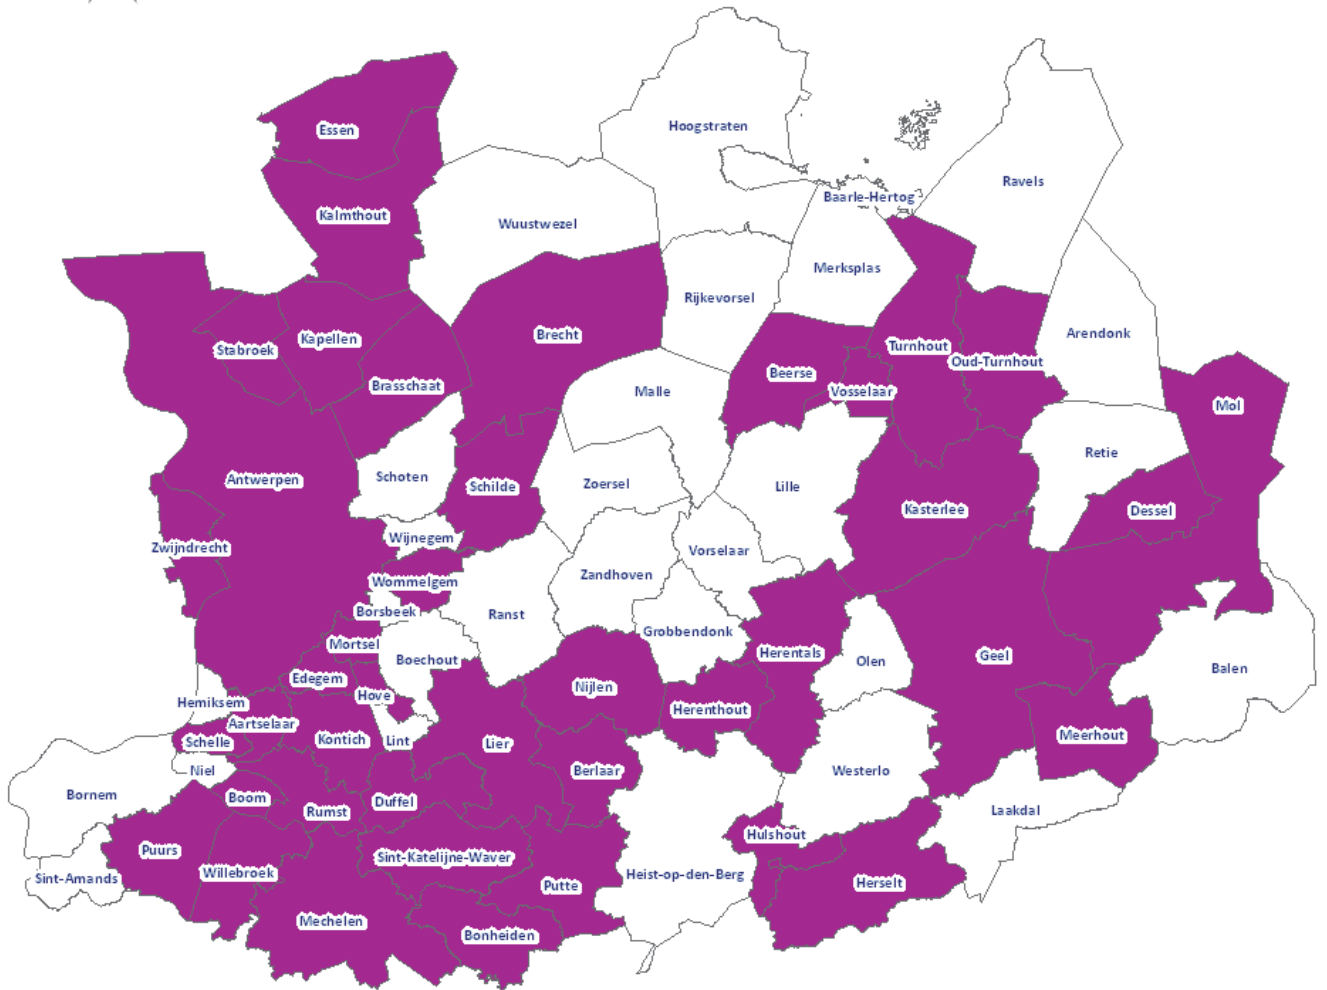 Hoogstraten
Essen
Ravels
Baarle-Hertog
Kalmthout
Wuustwezel
Merksplas
Rijkevorsel
Brecht
Arendonk
Kapellen
Turnhout
Stabroek
Oud-Turnhout
Beerse
Brasschaat
Vosselaar
Malle
Mol
Retie
Schoten
Antwerpen
Zoersel
Schilde
Lille
Kasterlee
Dessel
Wijnegem
Zwijndrecht
Vorselaar
Zandhoven
Wommelgem
Borsbeek
Ranst
Grobbendonk
Mortsel
Herentals
Geel
Boechout
Olen
Balen
Edegem
Nijlen
Hove
Hemiksem
Herenthout
Aartselaar
Meerhout
Kontich
Lint
Schelle
Lier
Niel
Berlaar
Westerlo
Bornem
Boom
Duffel
Rumst
Laakdal
Hulshout
Puurs
Sint-Katelijne-Waver
Willebroek
Heist-op-den-Berg
Sint-Amands
Herselt
Putte
Mechelen
Bonheiden